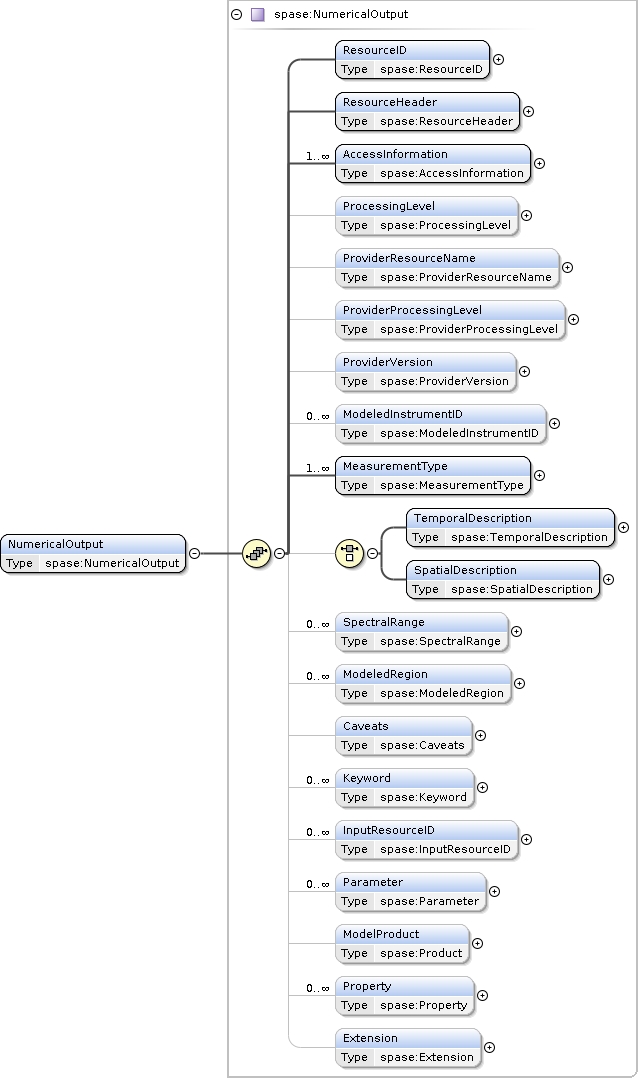 spase:NumericalOutput
ResourceID
Type spase:ResourceID
ResourceHeader
Type spase:ResourceHeader
1..∞
AccessInformation
Type spase:AccessInformation
ProcessingLevel
Type spase:ProcessingLevel
ProviderResourceName
Type spase:ProviderResourceName
ProviderProcessingLevel
Type spase:ProviderProcessingLevel
ProviderVersion
Type spase:ProviderVersion
0..∞
ModeledInstrumentID
Type spase:ModeledInstrumentID
1..∞
MeasurementType
Type spase:MeasurementType
NumericalOutput
Type spase:NumericalOutput
TemporalDescription
Type spase:TemporalDescription
SpatialDescription
Type spase:SpatialDescription
0..∞
SpectralRange
Type spase:SpectralRange
0..∞
ModeledRegion
Type spase:ModeledRegion
Caveats
Type spase:Caveats
0..∞
Keyword
Type spase:Keyword
0..∞
InputResourceID
Type spase:InputResourceID
0..∞
Parameter
Type spase:Parameter
ModelProduct
Type spase:Product
0..∞
Property
Type spase:Property
Extension
Type spase:Extension